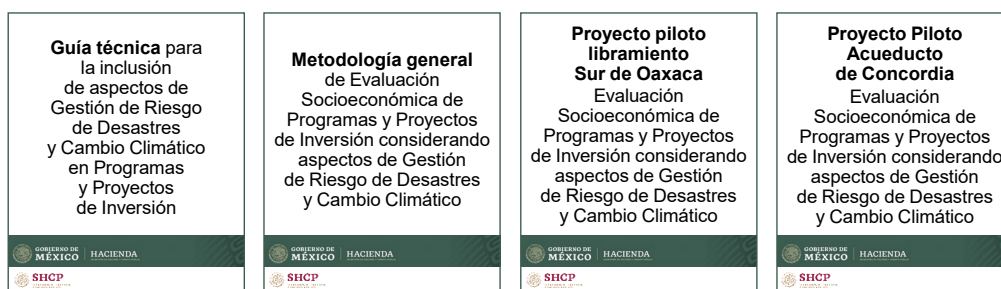 Guía técnica para
la inclusión
de aspectos de
Gestión de Riesgo
de Desastres
y Cambio Climático
en Programas
y Proyectos
de Inversión
GOBIERNO DE
MÉXICO
HACIENDA
SHCP
Metodología general
de Evaluación
Socioeconómica de
Programas y Proyectos
de Inversión considerando
aspectos de Gestión
de Riesgo de Desastres
y Cambio Climático
GOBIERNO DE
MÉXICO
HACIENDA
SHCP
Proyecto piloto
libramiento
Sur de Oaxaca
Evaluación
Socioeconómica de
Programas y Proyectos
de Inversión considerando
aspectos de Gestión
de Riesgo de Desastres
y Cambio Climático
GOBIERNO DE
MÉXICO
HACIENDA
SHCP
Proyecto Piloto
Acueducto
de Concordia
Evaluación
Socioeconómica de
Programas y Proyectos
de Inversión considerando
aspectos de Gestión
de Riesgo de Desastres
y Cambio Climático
GOBIERNO DE
MÉXICO
HACIENDA
SHCP